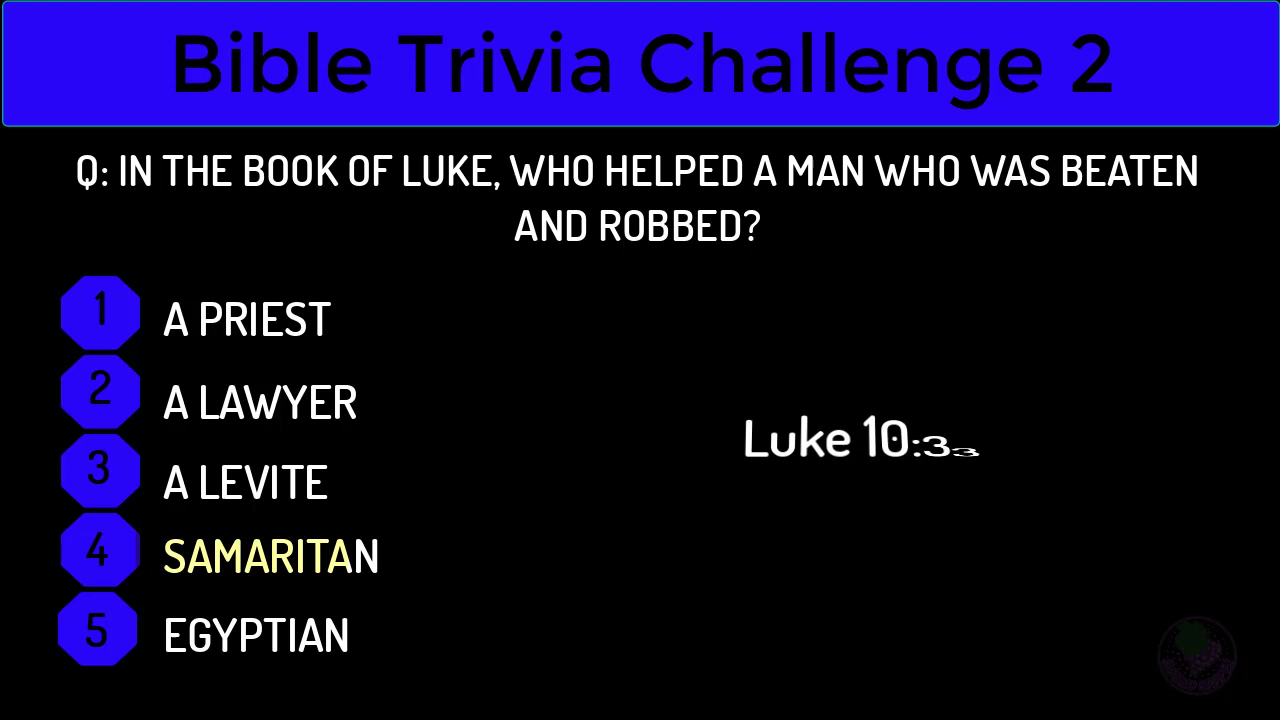 Bible Trivia Challenge 2
Q: IN THE BOOK OF LUKE, WHO HELPED A MAN WHO WAS BEATEN
AND ROBBED?
1 A PRIEST
2 A LAWYER
3 A LEVITE
4 SAMARITAN
5 EGYPTIAN
Luke 10:33